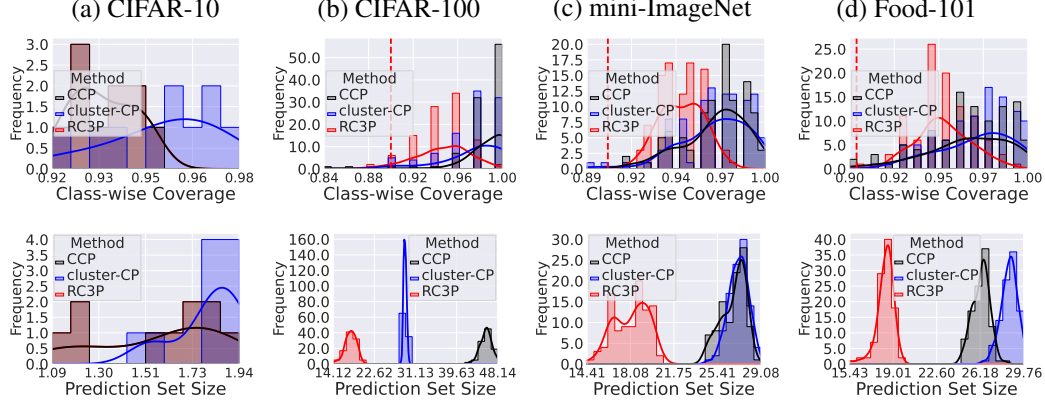 (a) CIFAR-10 (b) CIFAR-100 (c) mini-ImageNet (d) Food-101
Frequency
3.0
2.5
2.0
1.5
1.0
0.5
0.0
Method
CCP
cluster-CP
RC3P
0.92 0.93 0.95 0.96 0.98
Class-wise Coverage
Frequency
50.0
40.0
30.0
20.0
10.0
0.0
Method
CCP
cluster-CP
RC3P
0.84 0.88 0.92 0.96 1.00
Class-wise Coverage
Frequency
20.0
17.5
15.0
12.5
10.0
7.5
5.0
2.5
0.0
Method
CCP
cluster-CP
RC3P
0.89 0.92 0.94 0.97 1.00
Class-wise Coverage
Frequency
25.0
20.0
15.0
10.0
5.0
0.0
Method
CCP
cluster-CP
RC3P
0.90 0.92 0.95 0.97 1.00
Class-wise Coverage
Frequency
4.0
3.5
3.0
2.5
2.0
1.5
1.0
0.5
0.0
Method
CCP
cluster-CP
RC3P
1.09 1.30 1.51 1.73 1.94
Prediction Set Size
Frequency
160.0
140.0
120.0
100.0
80.0
60.0
40.0
20.0
0.0
Method
CCP
cluster-CP
RC3P
14.12 22.62 31.13 39.63 48.14
Prediction Set Size
Frequency
30.0
25.0
20.0
15.0
10.0
5.0
0.0
Method
CCP
cluster-CP
RC3P
14.41 18.08 21.75 25.41 29.08
Prediction Set Size
Frequency
40.0
35.0
30.0
25.0
20.0
15.0
10.0
5.0
0.0
Method
CCP
cluster-CP
RC3P
15.43 19.01 22.60 26.18 29.76
Prediction Set Size